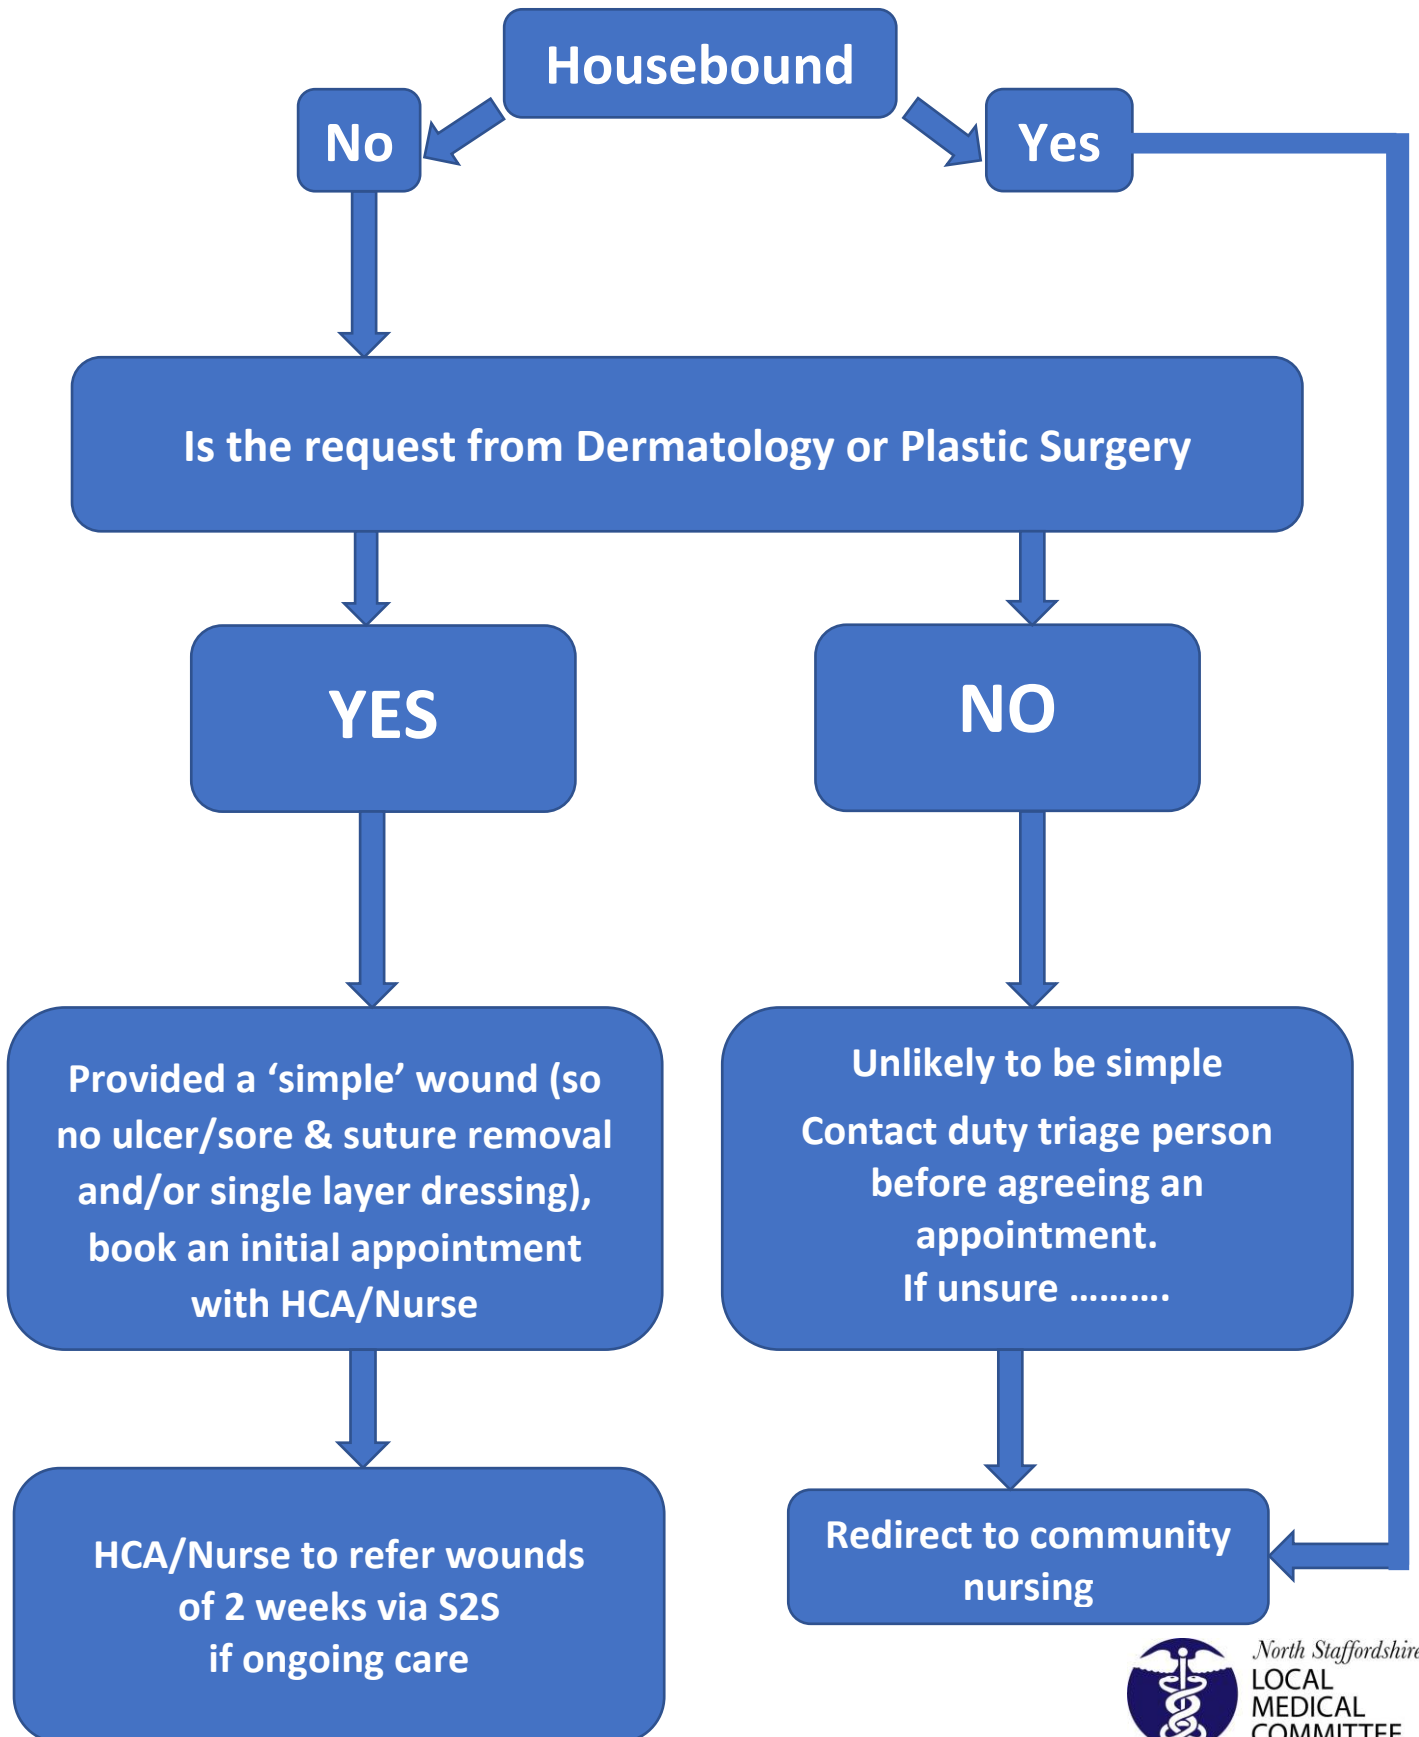 Housebound
No
Yes
Is the request from Dermatology or Plastic Surgery
YES
NO
Provided a ‘simple’ wound (so
no ulcer/sore & suture removal
and/or single layer dressing),
book an initial appointment
with HCA/Nurse
Unlikely to be simple
Contact duty triage person
before agreeing an
appointment.
If unsure ……….
HCA/Nurse to refer wounds
of 2 weeks via S2S
if ongoing care
Redirect to community
nursing
North Staffordshire
LOCAL
MEDICAL
COMMITTEE